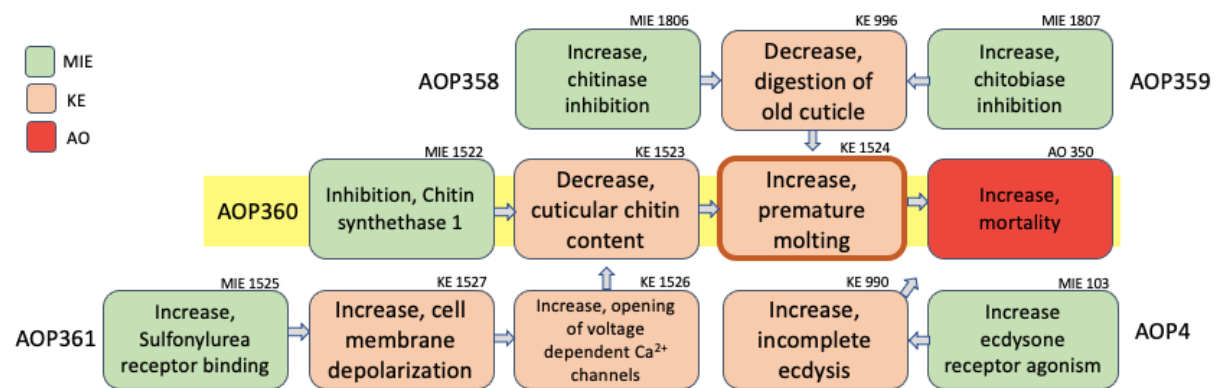 MIE
KE
AO
AOP358
MIE 1806
Increase,
chitinase
inhibition
KE 996
Decrease,
digestion of
old cuticle
MIE 1807
Increase,
chitobiase
inhibition
AOP359
AOP360
MIE 1522
Inhibition, Chitin
synthethase 1
KE 1523
Decrease,
cuticular chitin
content
KE 1524
Increase,
premature
molting
AO 350
Increase,
mortality
AOP361
MIE 1525
Increase,
Sulfonylurea
receptor binding
KE 1527
Increase, cell
membrane
depolarization
KE 1526
Increase, opening
of voltage
dependent Ca²⁺
channels
KE 990
Increase,
incomplete
ecdysis
MIE 103
Increase
ecdysone
receptor agonism
AOP4